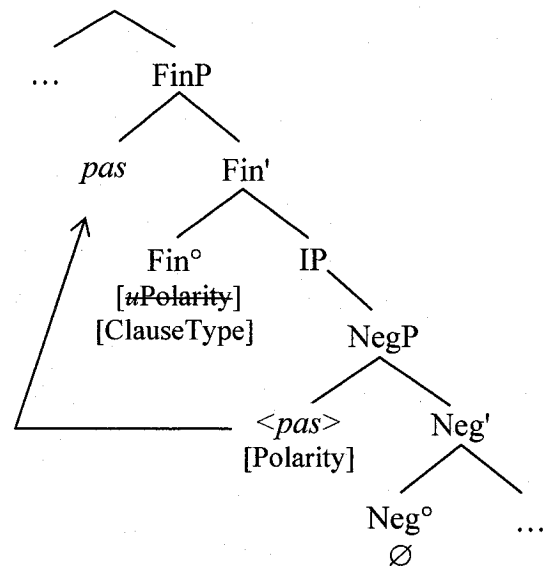 ... FinP
pas Fin'
Fin° IP
[uPolarity]
[ClauseType]
NegP
<pas> Neg'
[Polarity]
Neg° ...
∅